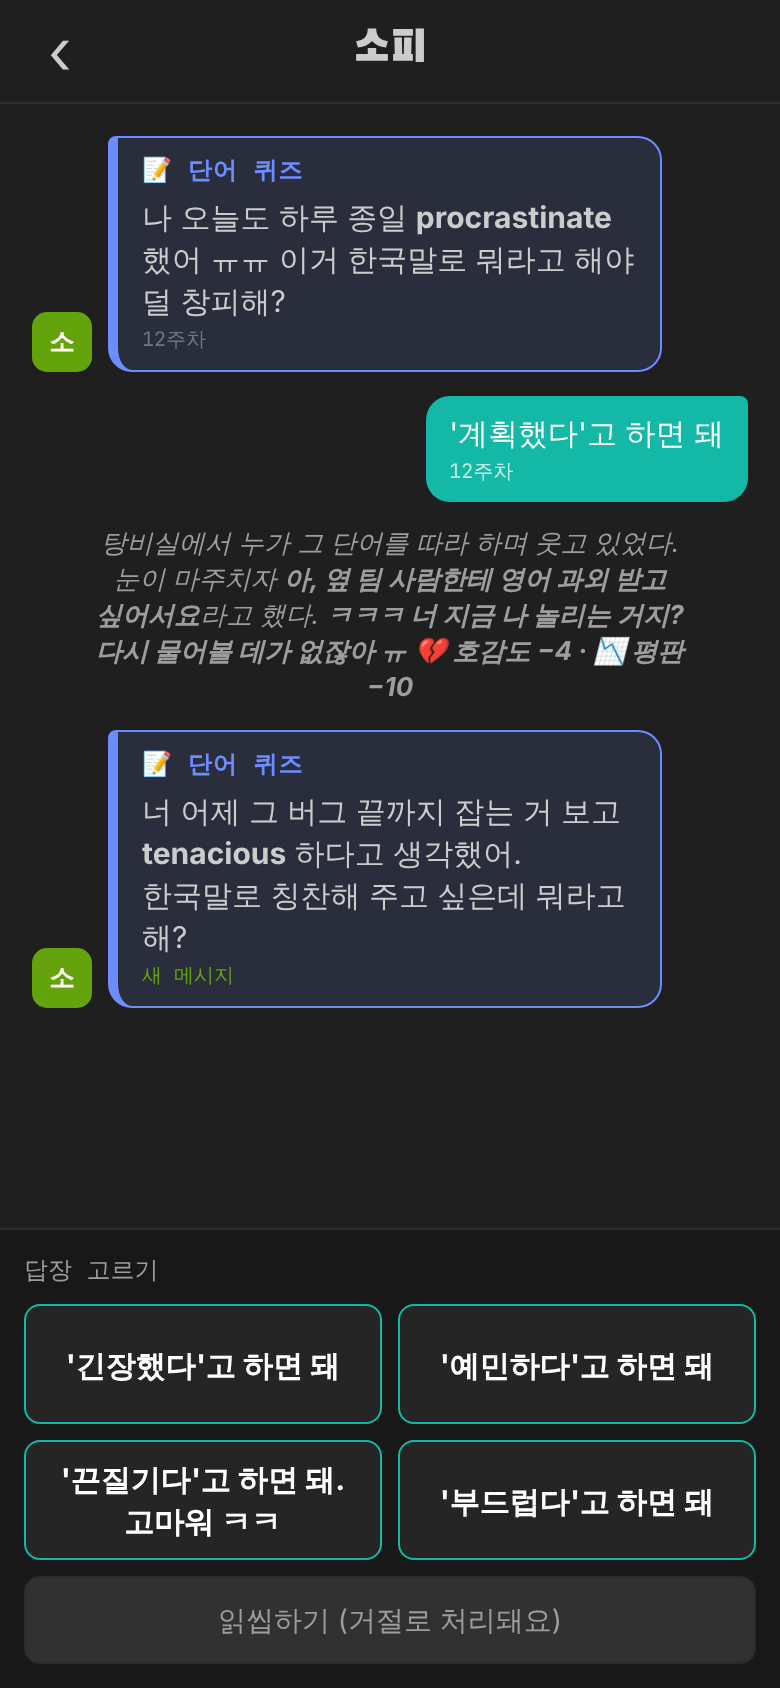 소피
📝 단어 퀴즈
나 오늘도 하루 종일 procrastinate
했어 ㅠㅠ 이거 한국말로 뭐라고 해야
덜 창피해?
12주차
소
'계획했다'고 하면 돼
12주차
탕비실에서 누가 그 단어를 따라 하며 웃고 있었다.
눈이 마주치자 아, 옆 팀 사람한테 영어 과외 받고
싶어서요라고 했다. ㅋㅋㅋ 너 지금 나 놀리는 거지?
다시 물어볼 데가 없잖아 ㅠ 💔 호감도 −4 · 📉 평판
−10
📝 단어 퀴즈
너 어제 그 버그 끝까지 잡는 거 보고
tenacious 하다고 생각했어.
한국말로 칭찬해 주고 싶은데 뭐라고
해?
새 메시지
소
답장 고르기
'긴장했다'고 하면 돼
'예민하다'고 하면 돼
'끈질기다'고 하면 돼.
고마워 ㅋㅋ
'부드럽다'고 하면 돼
읽씹하기 (거절로 처리돼요)